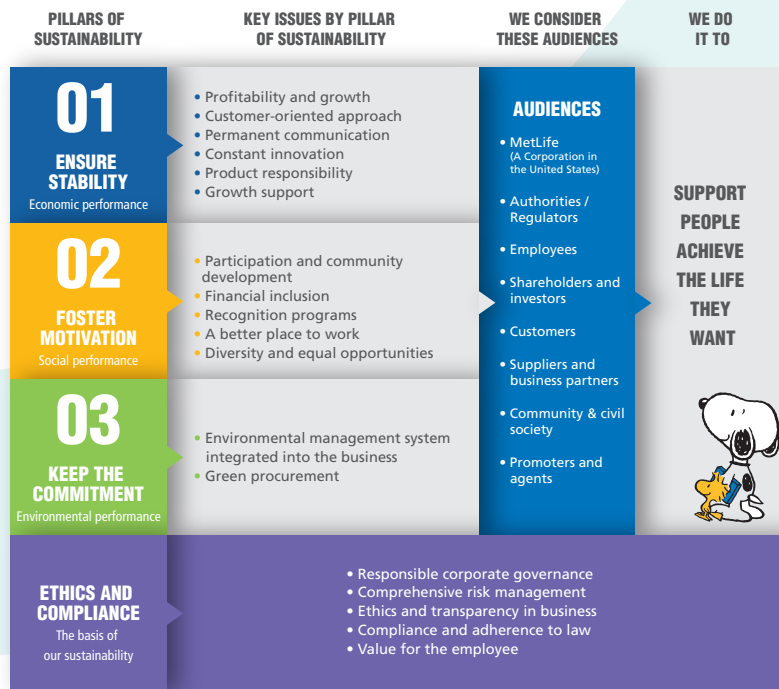 PILLARS OF
SUSTAINABILITY
KEY ISSUES BY PILLAR
OF SUSTAINABILITY
WE CONSIDER
THESE AUDIENCES
WE DO
IT TO
01
ENSURE
STABILITY
Economic performance
• Profitability and growth
• Customer-oriented approach
• Permanent communication
• Constant innovation
• Product responsibility
• Growth support
02
FOSTER
MOTIVATION
Social performance
• Participation and community
development
• Financial inclusion
• Recognition programs
• A better place to work
• Diversity and equal opportunities
03
KEEP THE
COMMITMENT
Environmental performance
• Environmental management system
integrated into the business
• Green procurement
AUDIENCES
• MetLife
(A Corporation in
the United States)
• Authorities /
Regulators
• Employees
• Shareholders and
investors
• Customers
• Suppliers and
business partners
• Community & civil
society
• Promoters and
agents
SUPPORT
PEOPLE
ACHIEVE
THE LIFE
THEY
WANT
ETHICS AND
COMPLIANCE
The basis of
our sustainability
• Responsible corporate governance
• Comprehensive risk management
• Ethics and transparency in business
• Compliance and adherence to law
• Value for the employee